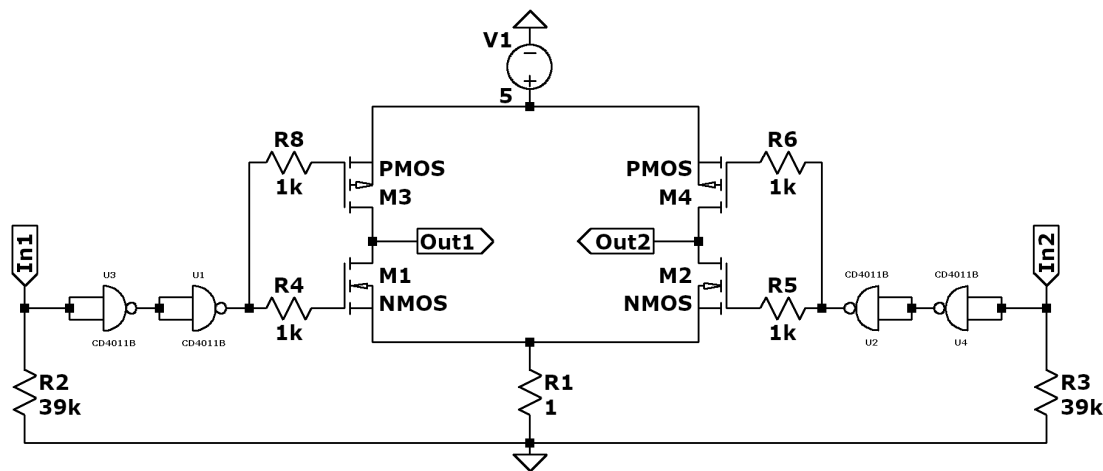 V1
5
R8
1k
PMOS
M3
PMOS
M4
R6
1k
In1
Out1
Out2
In2
U3
U1
CD4011B
CD4011B
R4
1k
M1
NMOS
M2
NMOS
R5
1k
CD4011B
CD4011B
U2
U4
R2
39k
R1
1
R3
39k